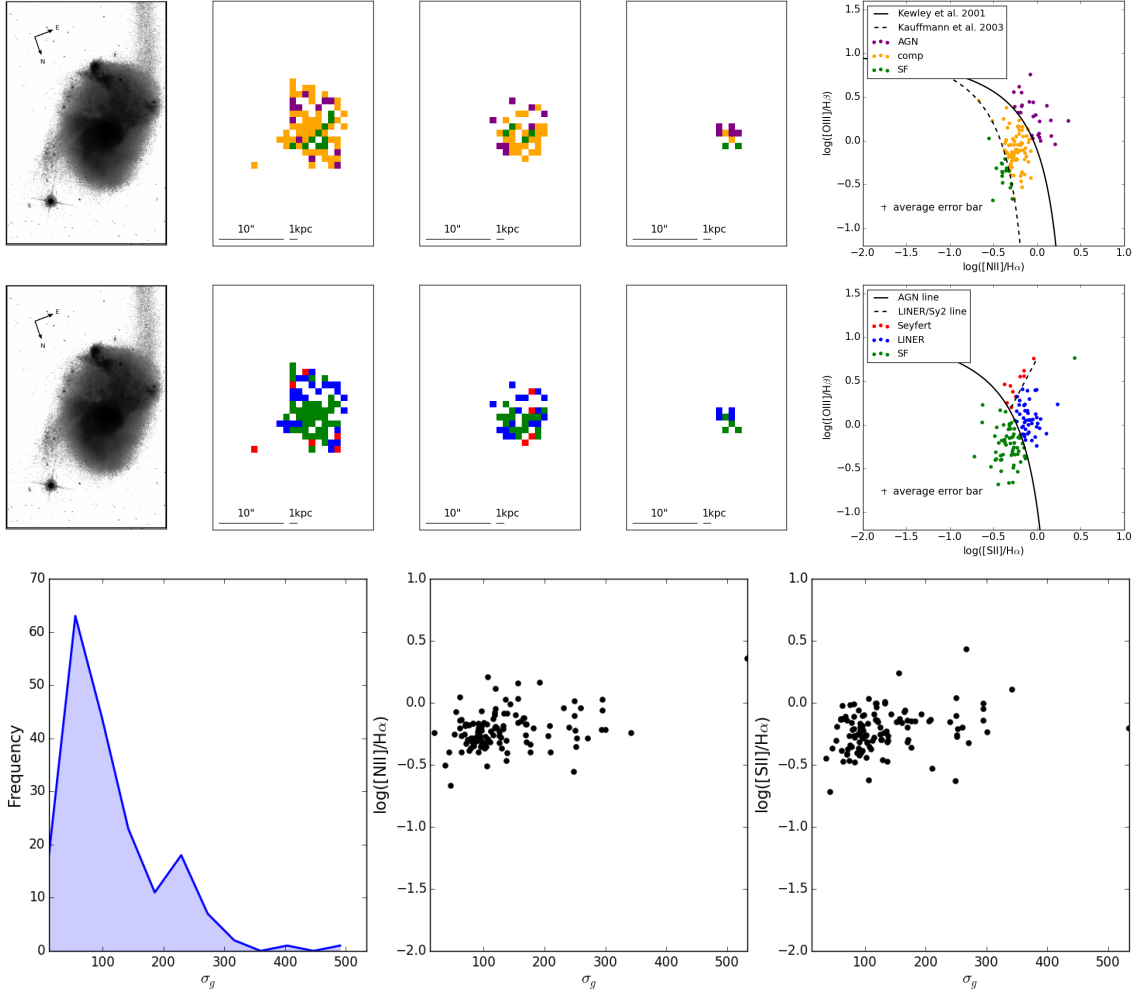 E
N
10"
1kpc
10"
1kpc
10"
1kpc
Kewley et al. 2001
Kauffmann et al. 2003
AGN
comp
SF
average error bar
log([OIII]/Hβ)
1.5
1.0
0.5
0.0
−0.5
−1.0
−2.0 −1.5 −1.0 −0.5 0.0 0.5 1.0
log([NII]/Hα)
E
N
10"
1kpc
10"
1kpc
10"
1kpc
AGN line
LINER/Sy2 line
Seyfert
LINER
SF
average error bar
log([OIII]/Hβ)
1.5
1.0
0.5
0.0
−0.5
−1.0
−2.0 −1.5 −1.0 −0.5 0.0 0.5 1.0
log([SII]/Hα)
Frequency
70
60
50
40
30
20
10
0
100 200 300 400 500
σg
log([NII]/Hα)
1.0
0.5
0.0
−0.5
−1.0
−1.5
−2.0
100 200 300 400 500
σg
log([SII]/Hα)
1.0
0.5
0.0
−0.5
−1.0
−1.5
−2.0
100 200 300 400 500
σg